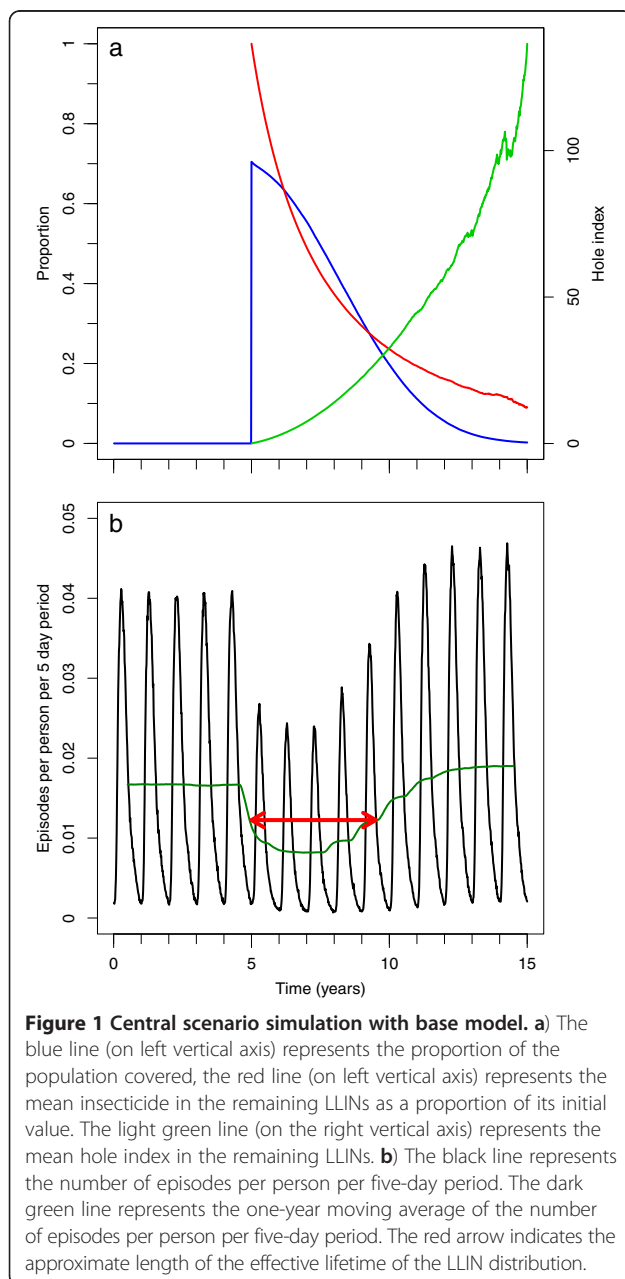 a
1
0.8
0.6
0.4
0.2
0
Proportion
100
50
0
Hole index
b
0.05
0.04
0.03
0.02
0.01
0
Episodes per person per 5 day period
0 5 10 15
Time (years)
Figure 1 Central scenario simulation with base model. a) The
blue line (on left vertical axis) represents the proportion of the
population covered, the red line (on left vertical axis) represents the
mean insecticide in the remaining LLINs as a proportion of its initial
value. The light green line (on the right vertical axis) represents the
mean hole index in the remaining LLINs. b) The black line represents
the number of episodes per person per five-day period. The dark
green line represents the one-year moving average of the number
of episodes per person per five-day period. The red arrow indicates the
approximate length of the effective lifetime of the LLIN distribution.